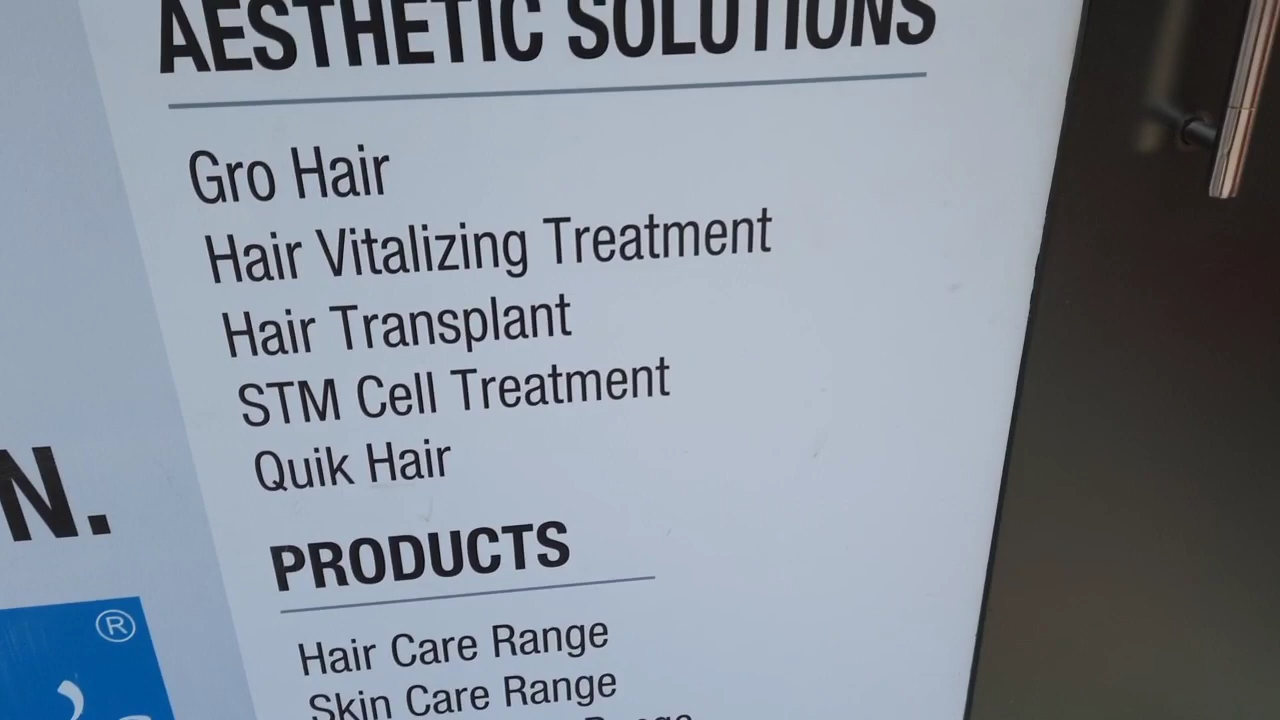 AESTHETIC SOLUTIONS
Gro Hair
Hair Vitalizing Treatment
Hair Transplant
STM Cell Treatment
Quik Hair
N.
PRODUCTS
®
Hair Care Range
Skin Care Range
Range